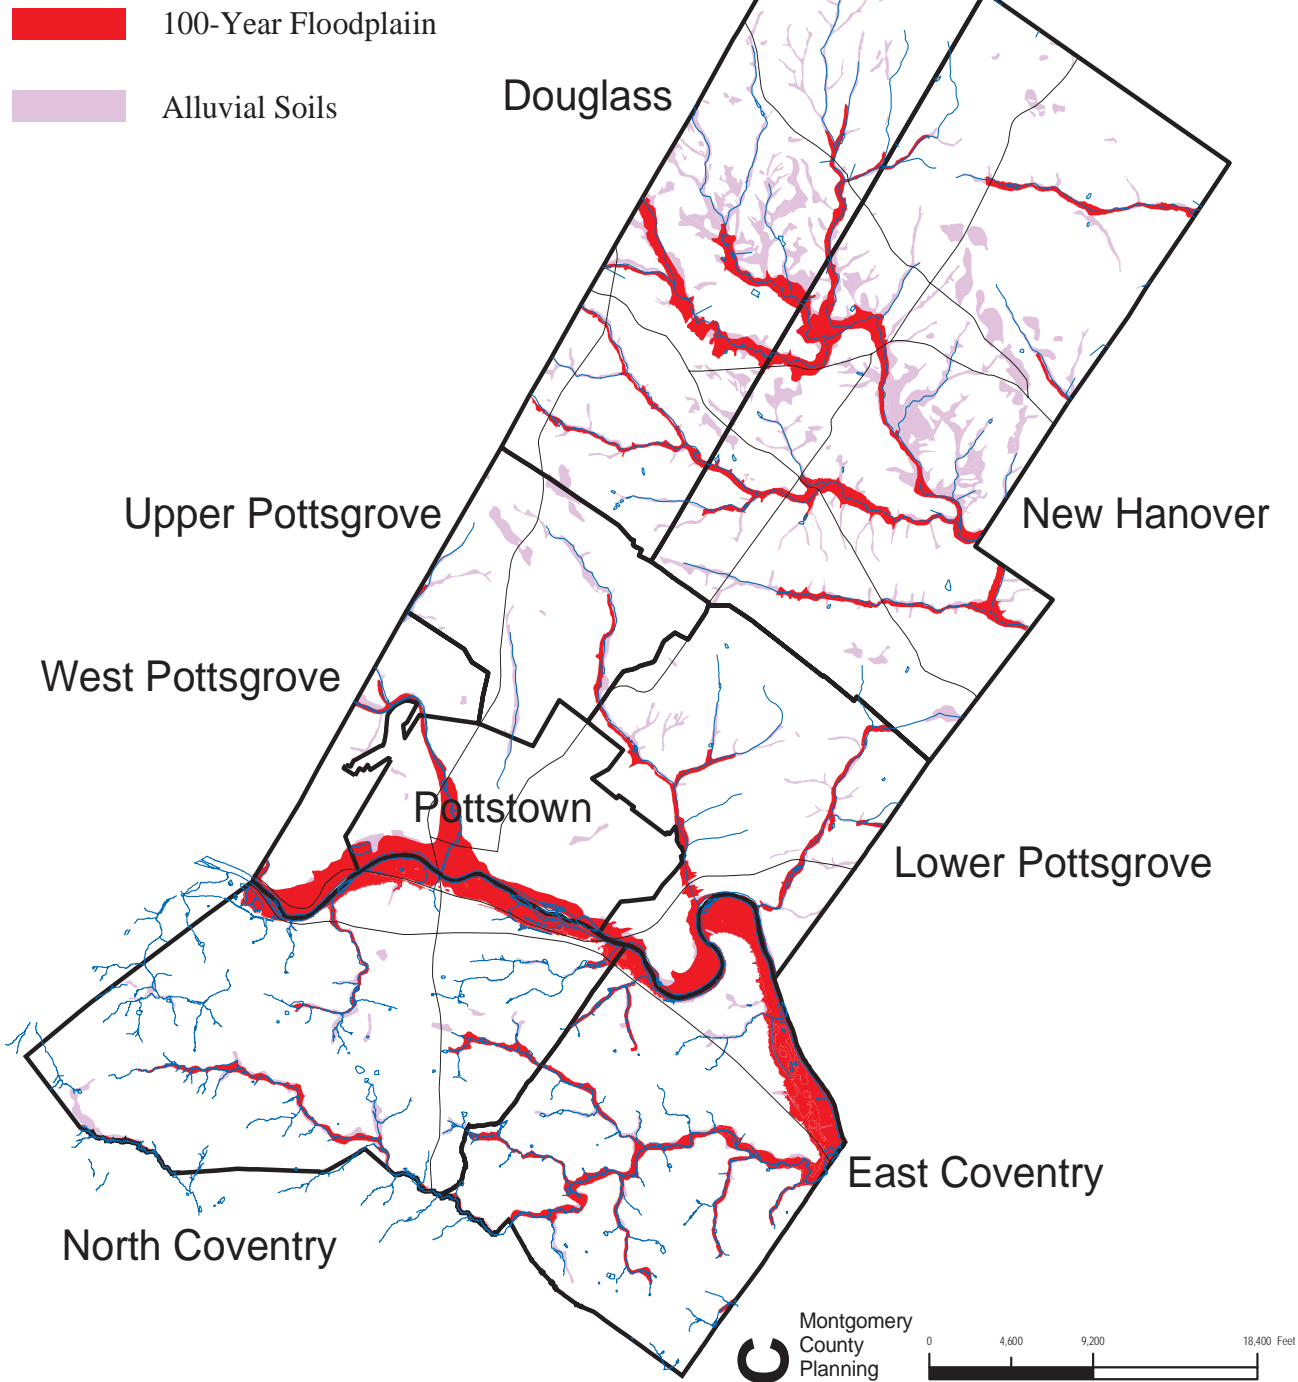 100-Year Floodplaiin
Alluvial Soils
Douglass
Upper Pottsgrove
New Hanover
West Pottsgrove
Pottstown
Lower Pottsgrove
East Coventry
North Coventry
C
Montgomery
County
Planning
0 4,600 9,200 18,400 Feet